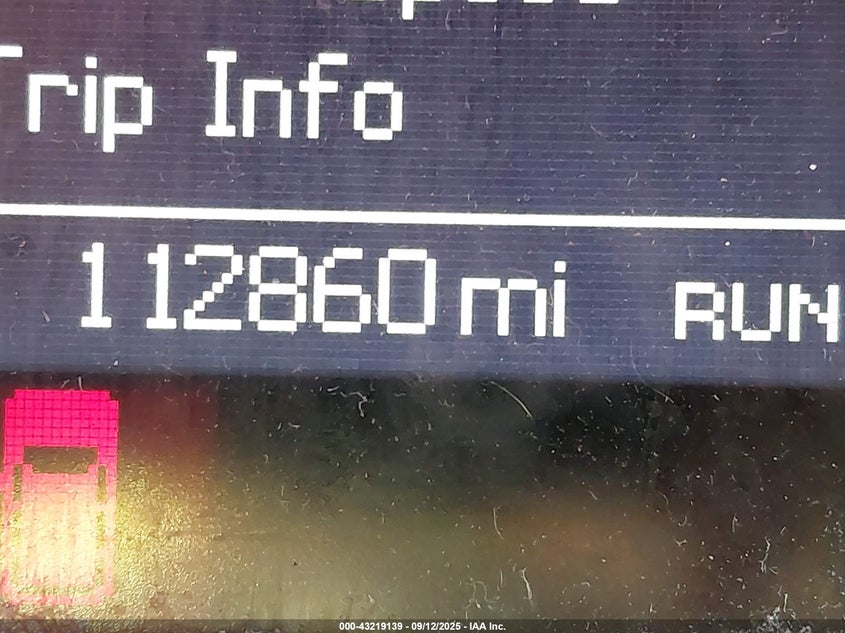 Trip Info
112860 mi RUN
000-43219139 - 09/12/2025 - IAA Inc.